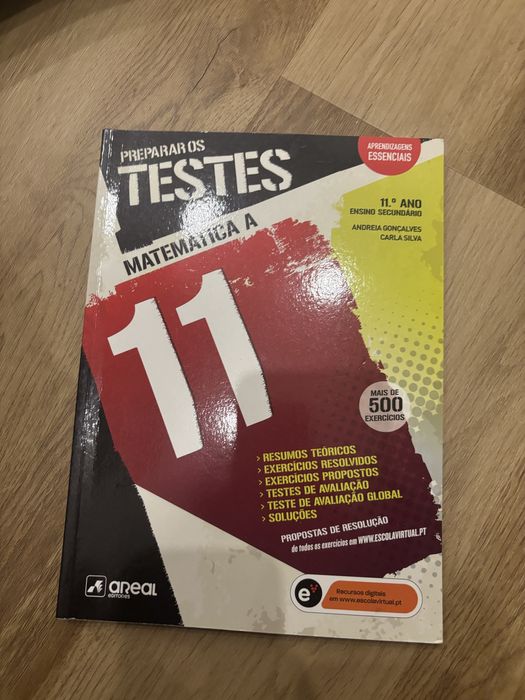 PREPARAR OS
TESTES
MATEMÁTICA A
11
APRENDIZAGENS
ESSENCIAIS
11.º ANO
ENSINO SECUNDÁRIO
ANDREIA GONÇALVES
CARLA SILVA
MAIS DE
500
EXERCÍCIOS
> RESUMOS TEÓRICOS
> EXERCÍCIOS RESOLVIDOS
> EXERCÍCIOS PROPOSTOS
> TESTES DE AVALIAÇÃO
> TESTE DE AVALIAÇÃO GLOBAL
> SOLUÇÕES
PROPOSTAS DE RESOLUÇÃO
de todos os exercícios em WWW.ESCOLAVIRTUAL.PT
areal
EDITORES
e
Recursos digitais
em www.escolavirtual.pt